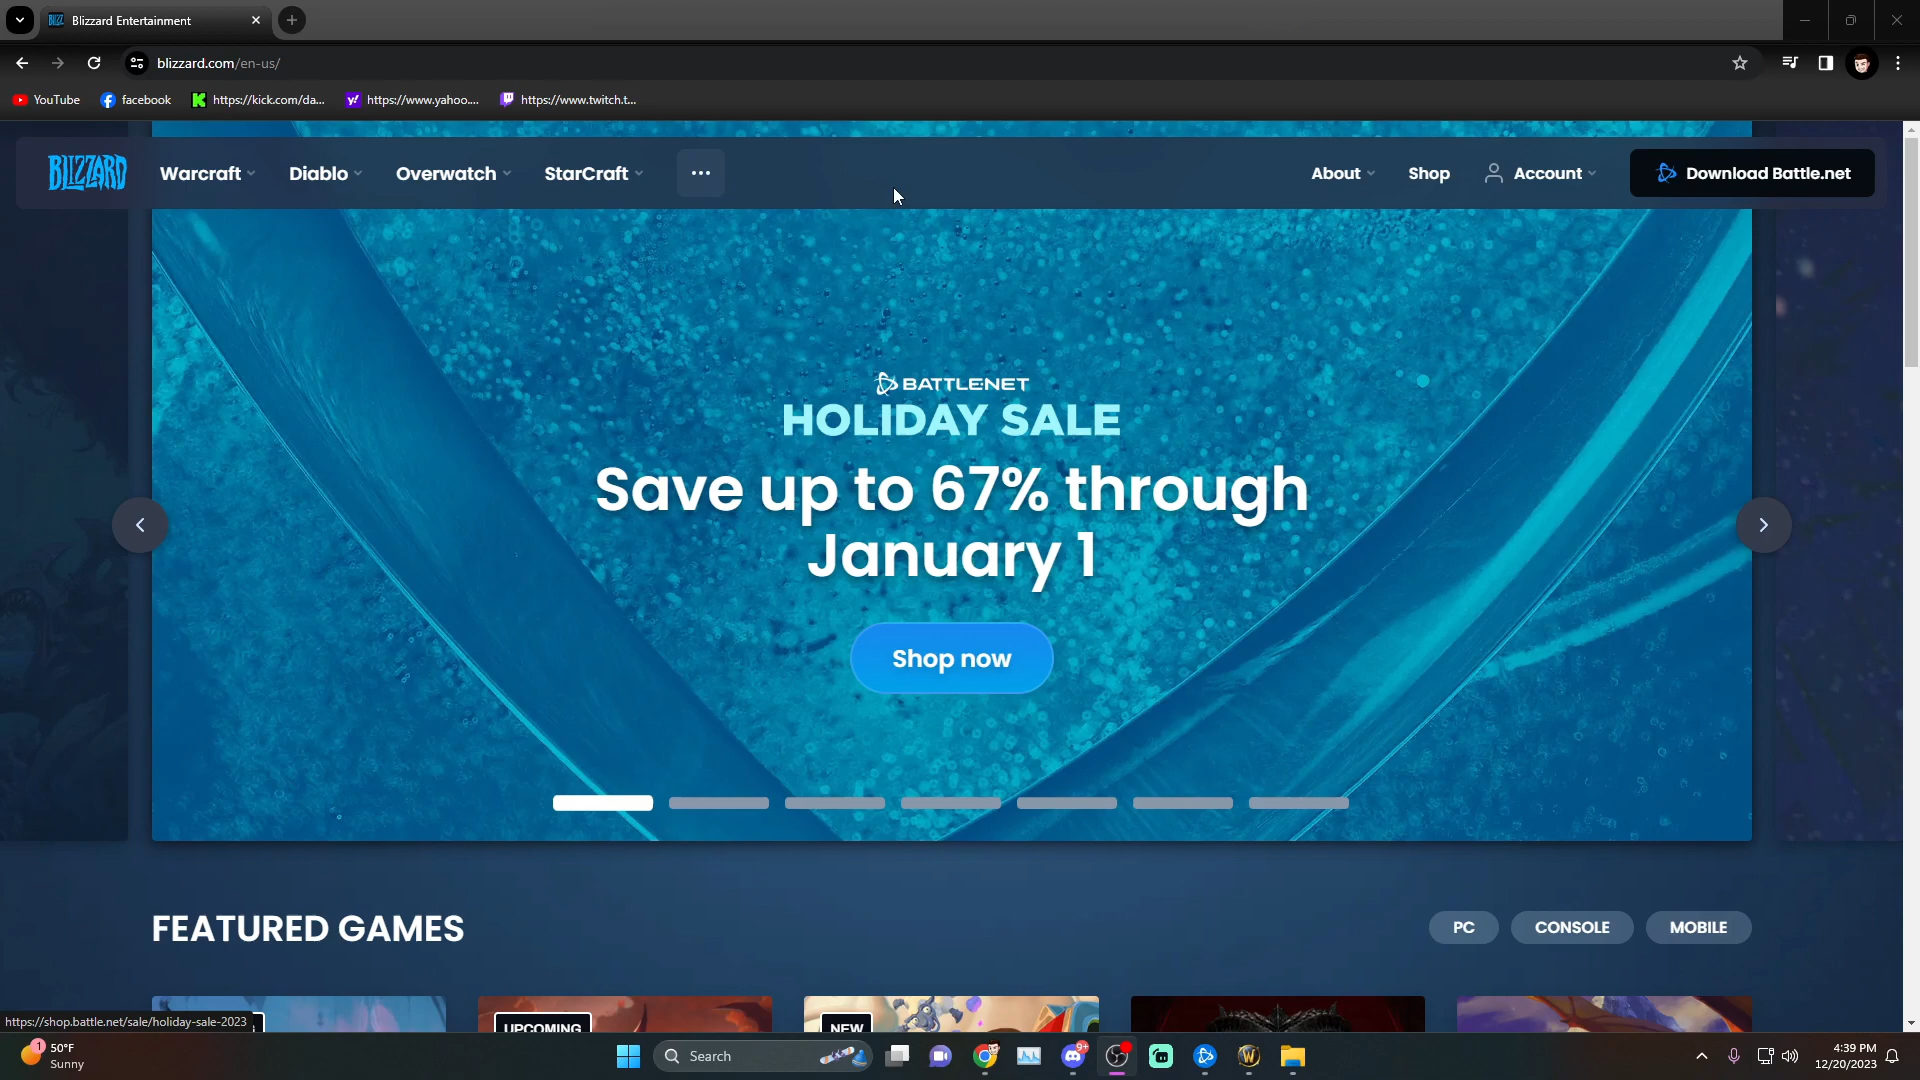 Blizzard Entertainment
blizzard.com/en-us/
YouTube facebook https://kick.com/da... https://www.yahoo.... https://www.twitch.t...
BLIZZARD Warcraft Diablo Overwatch StarCraft ... About Shop Account Download Battle.net
BATTLENET
HOLIDAY SALE
Save up to 67% through
January 1
Shop now
FEATURED GAMES PC CONSOLE MOBILE
https://shop.battle.net/sale/holiday-sale-2023
UPCOMING NEW
1 50°F
Sunny
Search
9+
4:39 PM
12/20/2023